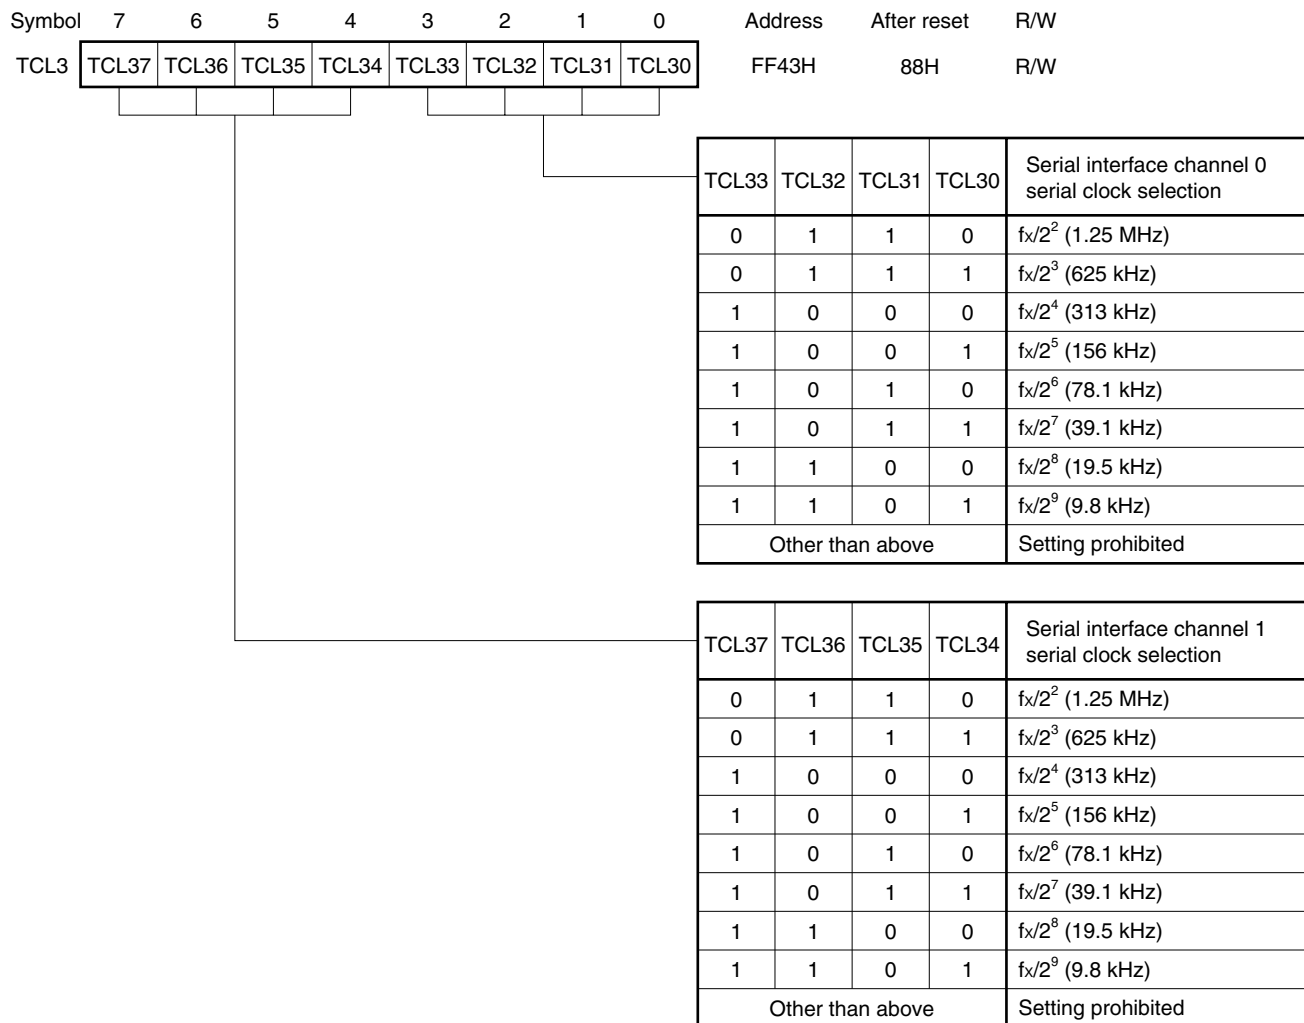 Symbol 7 6 5 4 3 2 1 0 Address After reset R/W
TCL3 TCL37 TCL36 TCL35 TCL34 TCL33 TCL32 TCL31 TCL30 FF43H 88H R/W
TCL33 TCL32 TCL31 TCL30 Serial interface channel 0
serial clock selection
0 1 1 0 fx/2² (1.25 MHz)
0 1 1 1 fx/2³ (625 kHz)
1 0 0 0 fx/2⁴ (313 kHz)
1 0 0 1 fx/2⁵ (156 kHz)
1 0 1 0 fx/2⁶ (78.1 kHz)
1 0 1 1 fx/2⁷ (39.1 kHz)
1 1 0 0 fx/2⁸ (19.5 kHz)
1 1 0 1 fx/2⁹ (9.8 kHz)
Other than above Setting prohibited
TCL37 TCL36 TCL35 TCL34 Serial interface channel 1
serial clock selection
0 1 1 0 fx/2² (1.25 MHz)
0 1 1 1 fx/2³ (625 kHz)
1 0 0 0 fx/2⁴ (313 kHz)
1 0 0 1 fx/2⁵ (156 kHz)
1 0 1 0 fx/2⁶ (78.1 kHz)
1 0 1 1 fx/2⁷ (39.1 kHz)
1 1 0 0 fx/2⁸ (19.5 kHz)
1 1 0 1 fx/2⁹ (9.8 kHz)
Other than above Setting prohibited